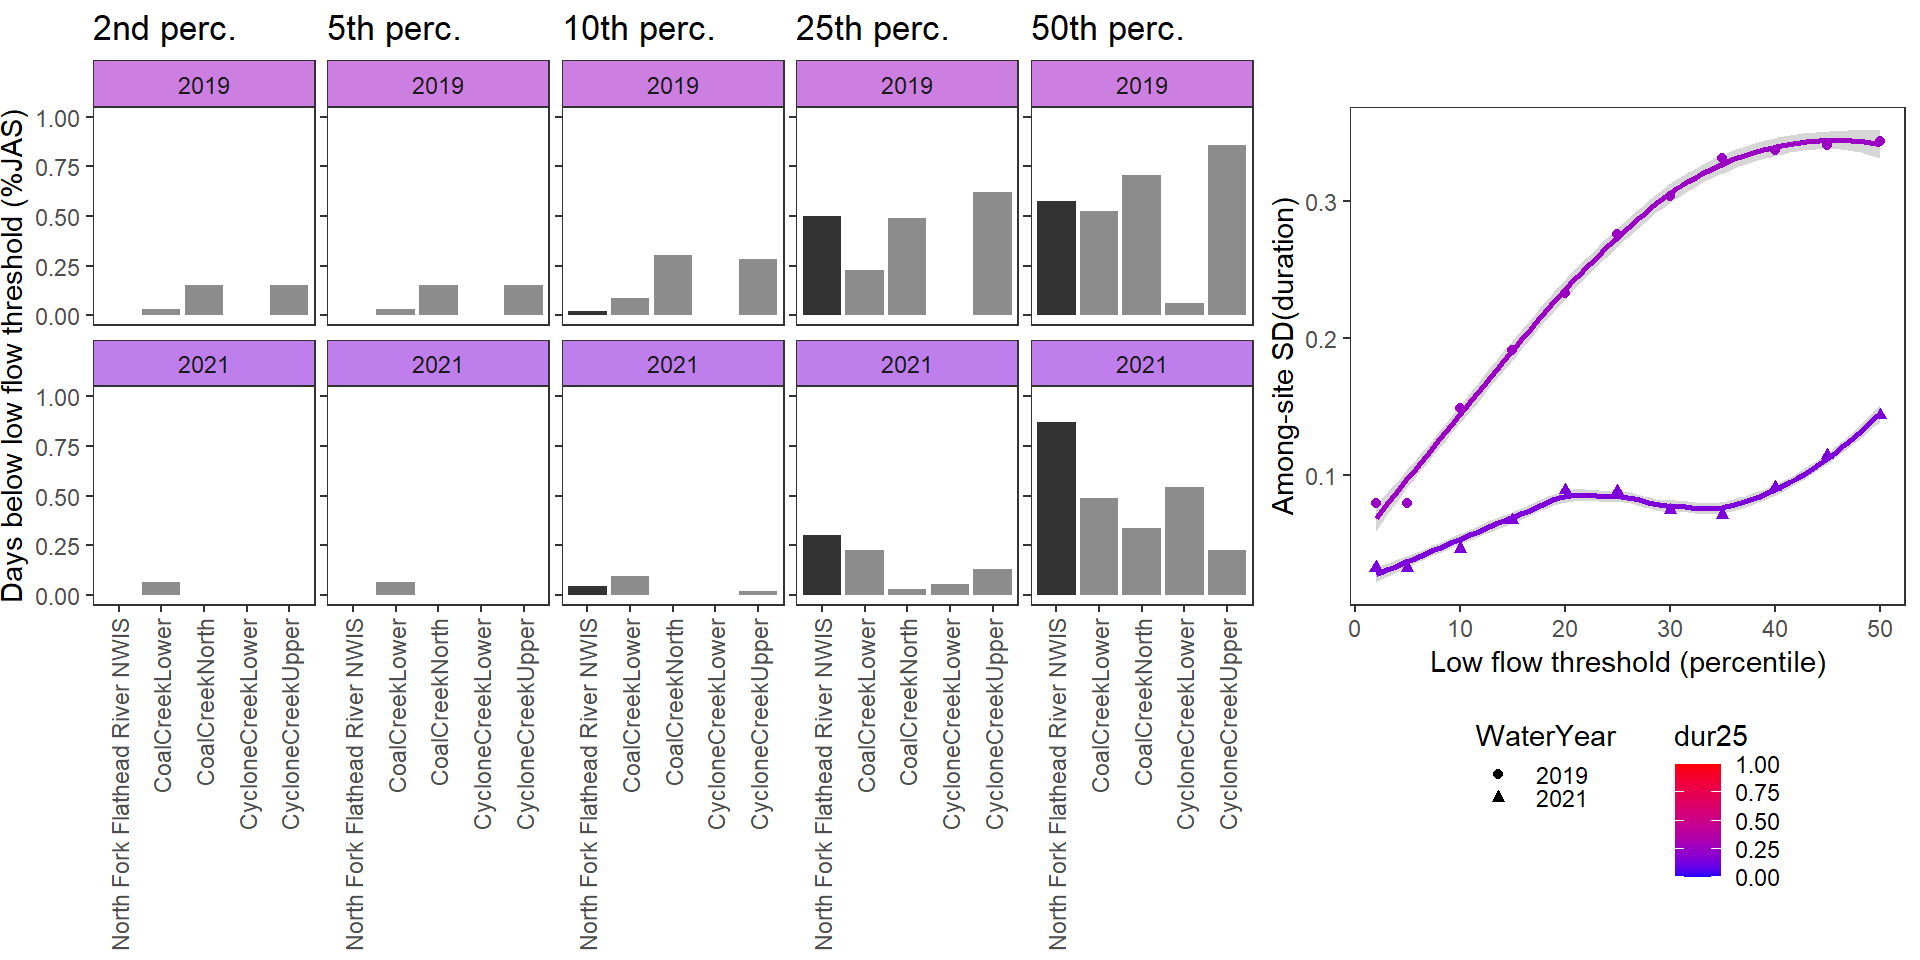 2nd perc.
5th perc.
10th perc.
25th perc.
50th perc.
2019
2019
2019
2019
2019
Days below low flow threshold (%JAS)
1.00
0.75
0.50
0.25
0.00
2021
2021
2021
2021
2021
1.00
0.75
0.50
0.25
0.00
North Fork Flathead River NWIS
CoalCreekLower
CoalCreekNorth
CycloneCreekLower
CycloneCreekUpper
North Fork Flathead River NWIS
CoalCreekLower
CoalCreekNorth
CycloneCreekLower
CycloneCreekUpper
North Fork Flathead River NWIS
CoalCreekLower
CoalCreekNorth
CycloneCreekLower
CycloneCreekUpper
North Fork Flathead River NWIS
CoalCreekLower
CoalCreekNorth
CycloneCreekLower
CycloneCreekUpper
North Fork Flathead River NWIS
CoalCreekLower
CoalCreekNorth
CycloneCreekLower
CycloneCreekUpper
Among-site SD(duration)
0.3
0.2
0.1
0 10 20 30 40 50
Low flow threshold (percentile)
WaterYear
2019
2021
dur25
1.00
0.75
0.50
0.25
0.00